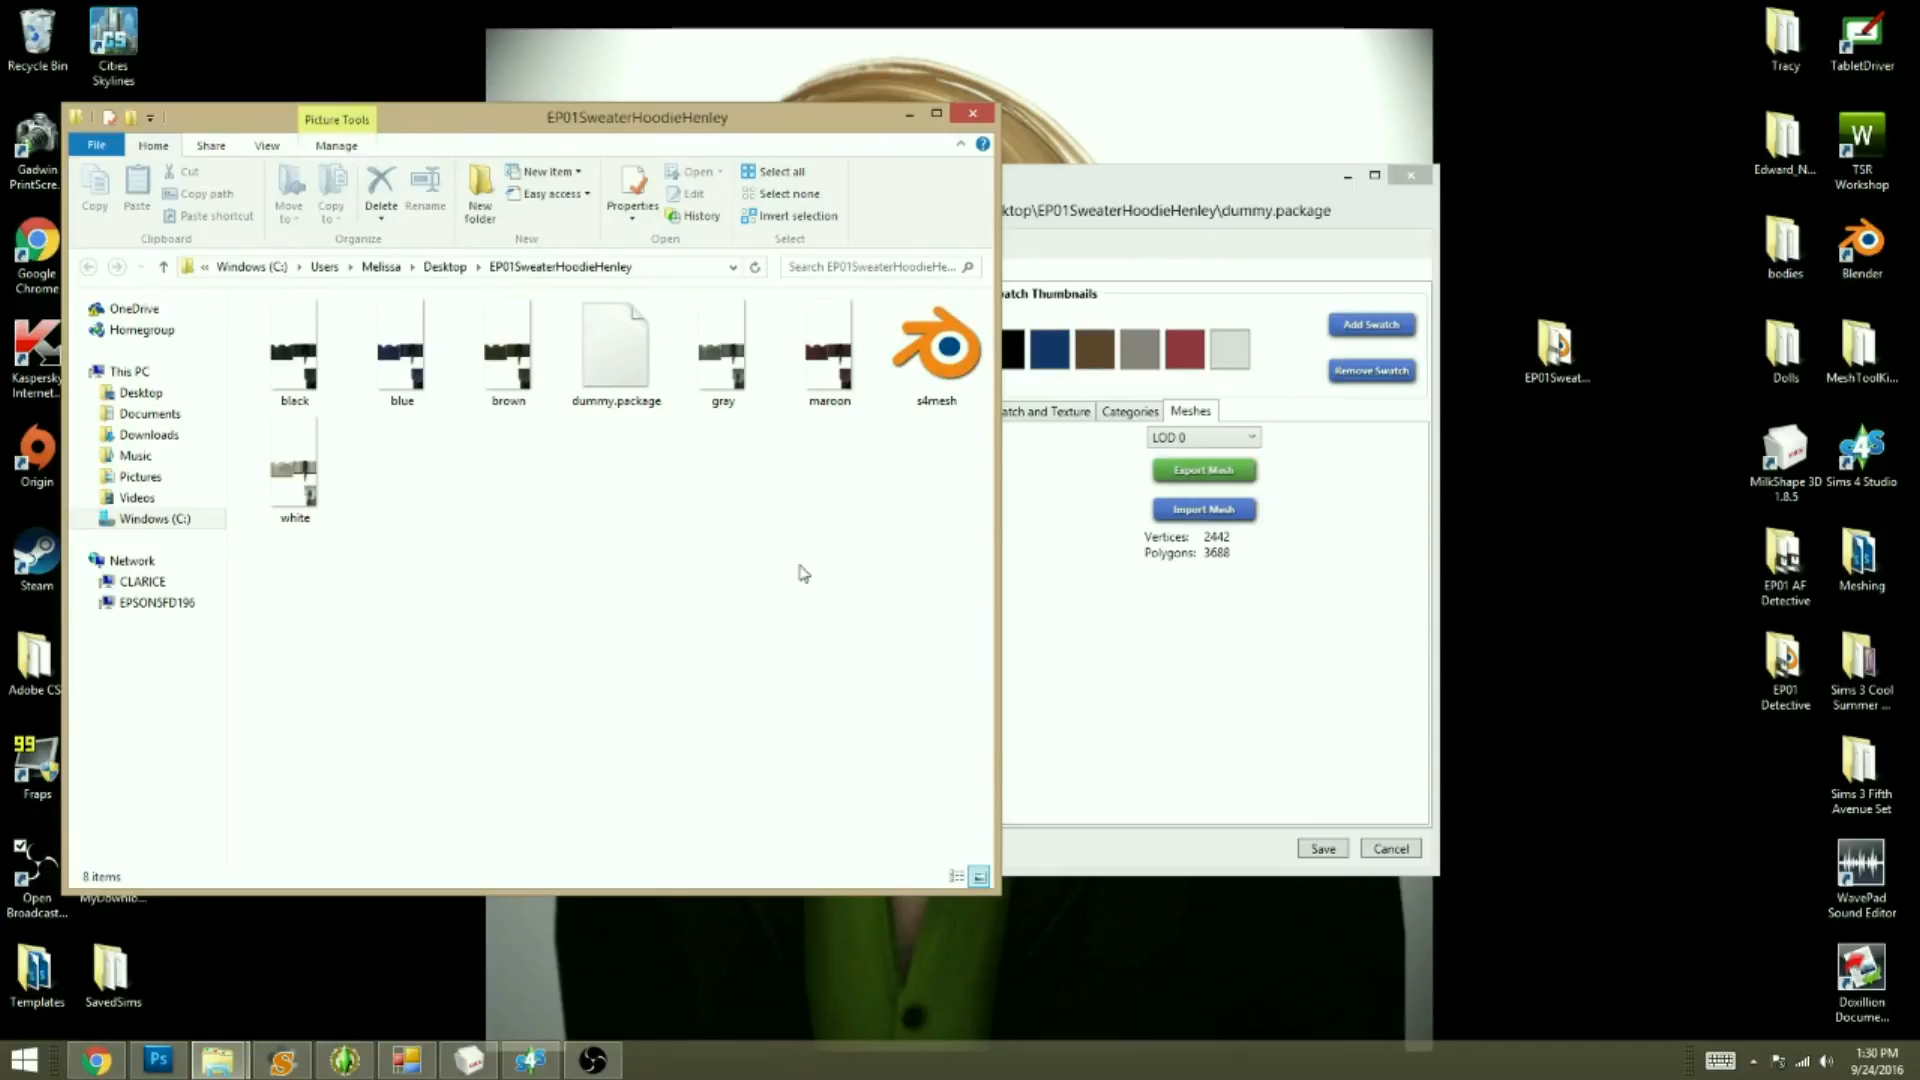 Recycle Bin
Cities
Skylines
Gadwin
PrintScre...
Google
Chrome
Kaspersky
Internet...
Origin
Steam
Adobe CS
Fraps
Open
Broadcast...
Templates
SavedSims
Picture Tools
EP01SweaterHoodieHenley
File
Home
Share
View
Manage
Copy
Paste
Cut
Copy path
Paste shortcut
Clipboard
Move
to
Copy
to
Delete
Rename
Organize
New
folder
New item
Easy access
New
Properties
Open
Edit
History
Open
Select all
Select none
Invert selection
Select
« Windows (C:) Users Melissa Desktop EP01SweaterHoodieHenley
Search EP01SweaterHoodieHe...
OneDrive
Homegroup
This PC
Desktop
Documents
Downloads
Music
Pictures
Videos
Windows (C:)
Network
CLARICE
EPSON5FD196
black
blue
brown
dummy.package
gray
maroon
s4mesh
white
8 items
ktop\EP01SweaterHoodieHenley\dummy.package
atch Thumbnails
Add Swatch
Remove Swatch
atch and Texture
Categories
Meshes
LOD 0
Export Mesh
Import Mesh
Vertices: 2442
Polygons: 3688
Save
Cancel
EP01Sweat...
Tracy
TabletDriver
Edward_N...
TSR
Workshop
bodies
Blender
Dolls
MeshToolKi...
MilkShape 3D
1.8.5
Sims 4 Studio
EP01 AF
Detective
Meshing
EP01
Detective
Sims 3 Cool
Summer ...
Sims 3 Fifth
Avenue Set
WavePad
Sound Editor
Doxillion
Docume...
Ps
1:30 PM
9/24/2016